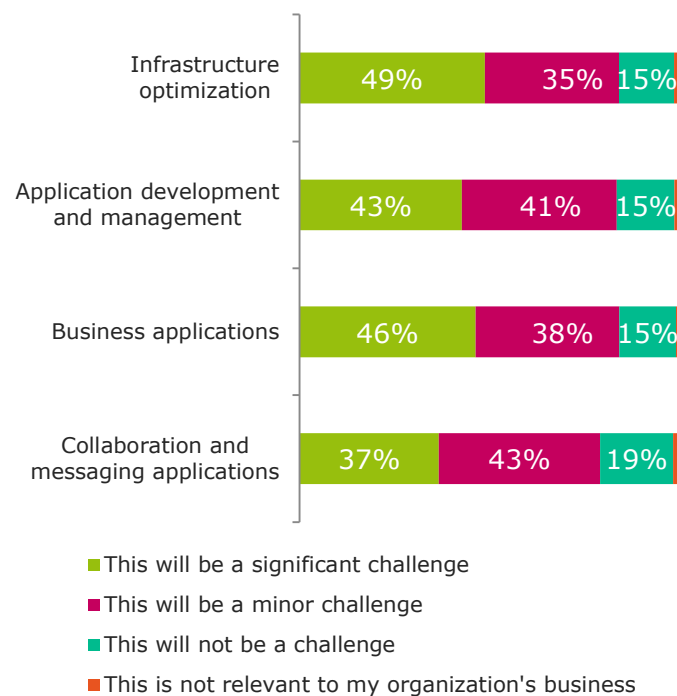 Infrastructure
optimization
49% 35% 15%
Application development
and management
43% 41% 15%
Business applications
46% 38% 15%
Collaboration and
messaging applications
37% 43% 19%
This will be a significant challenge
This will be a minor challenge
This will not be a challenge
This is not relevant to my organization's business